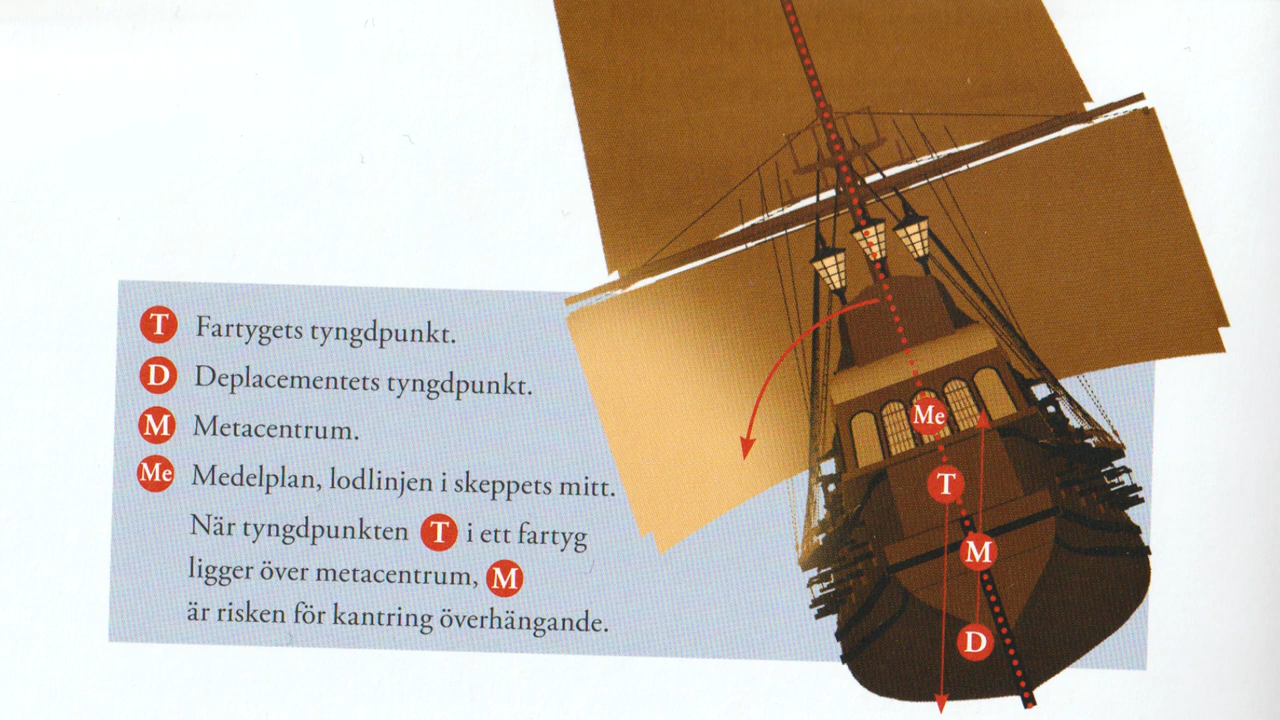 T Fartygets tyngdpunkt.
D Deplacementets tyngdpunkt.
M Metacentrum.
Me Medelplan, lodlinjen i skeppets mitt.
När tyngdpunkten T i ett fartyg
ligger över metacentrum, M
är risken för kantring överhängande.
Me
T
M
D